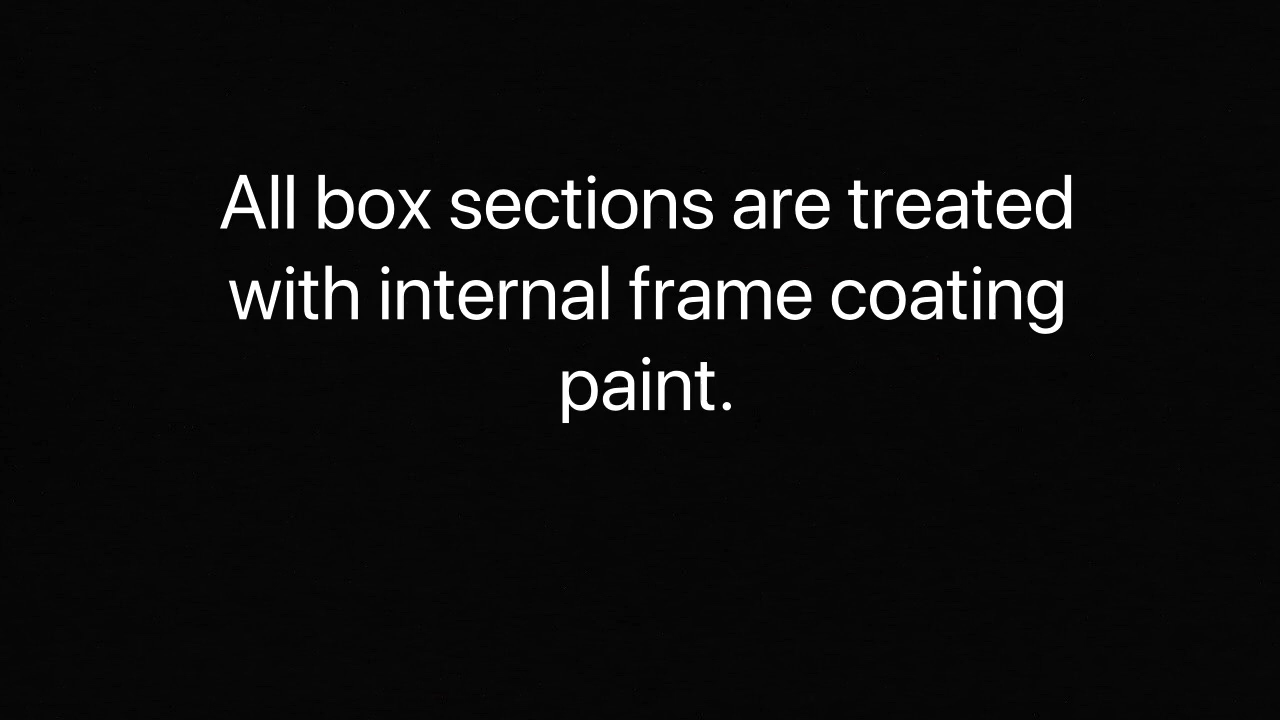 All box sections are treated
with internal frame coating
paint.